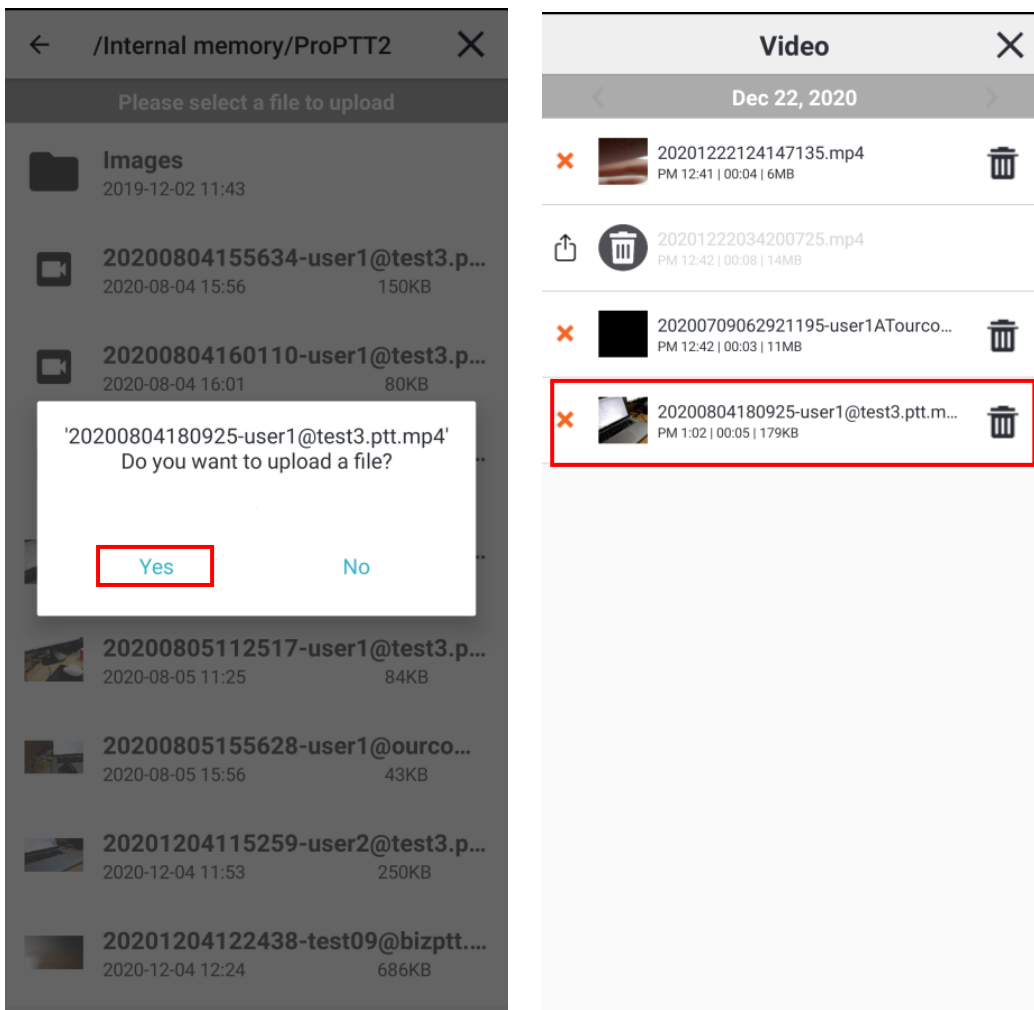 /Internal memory/ProPTT2
Please select a file to upload
Images
2019-12-02 11:43
20200804155634-user1@test3.p...
2020-08-04 15:56 150KB
20200804160110-user1@test3.p...
2020-08-04 16:01 80KB
'20200804180925-user1@test3.ptt.mp4'
Do you want to upload a file?
Yes No
20200805112517-user1@test3.p...
2020-08-05 11:25 84KB
20200805155628-user1@ourco...
2020-08-05 15:56 43KB
20201204115259-user2@test3.p...
2020-12-04 11:53 250KB
20201204122438-test09@bizptt....
2020-12-04 12:24 686KB
Video
Dec 22, 2020
20201222124147135.mp4
PM 12:41 | 00:04 | 6MB
20201222034200725.mp4
PM 12:42 | 00:08 | 14MB
20200709062921195-user1ATourco...
PM 12:42 | 00:03 | 11MB
20200804180925-user1@test3.ptt.m...
PM 1:02 | 00:05 | 179KB